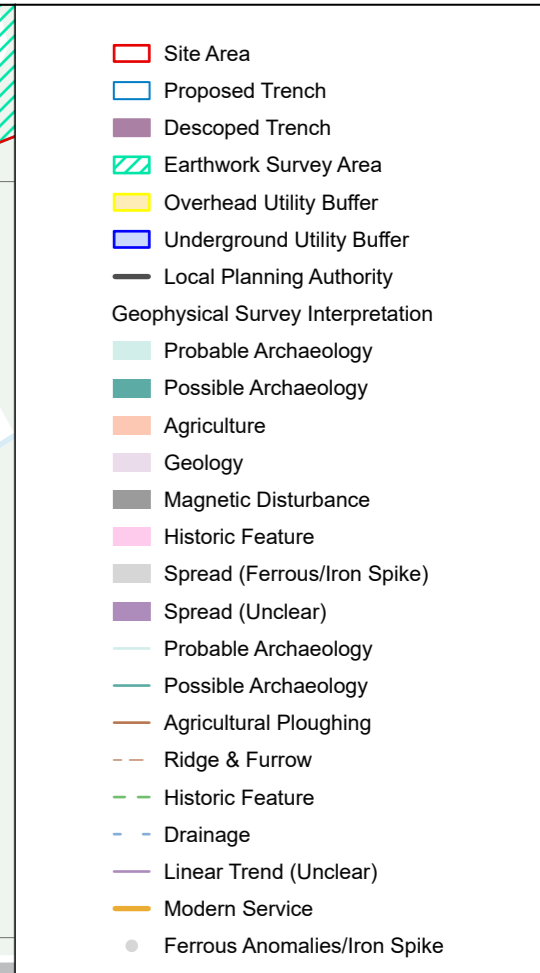 Site Area
Proposed Trench
Descoped Trench
Earthwork Survey Area
Overhead Utility Buffer
Underground Utility Buffer
Local Planning Authority
Geophysical Survey Interpretation
Probable Archaeology
Possible Archaeology
Agriculture
Geology
Magnetic Disturbance
Historic Feature
Spread (Ferrous/Iron Spike)
Spread (Unclear)
Probable Archaeology
Possible Archaeology
Agricultural Ploughing
Ridge & Furrow
Historic Feature
Drainage
Linear Trend (Unclear)
Modern Service
Ferrous Anomalies/Iron Spike